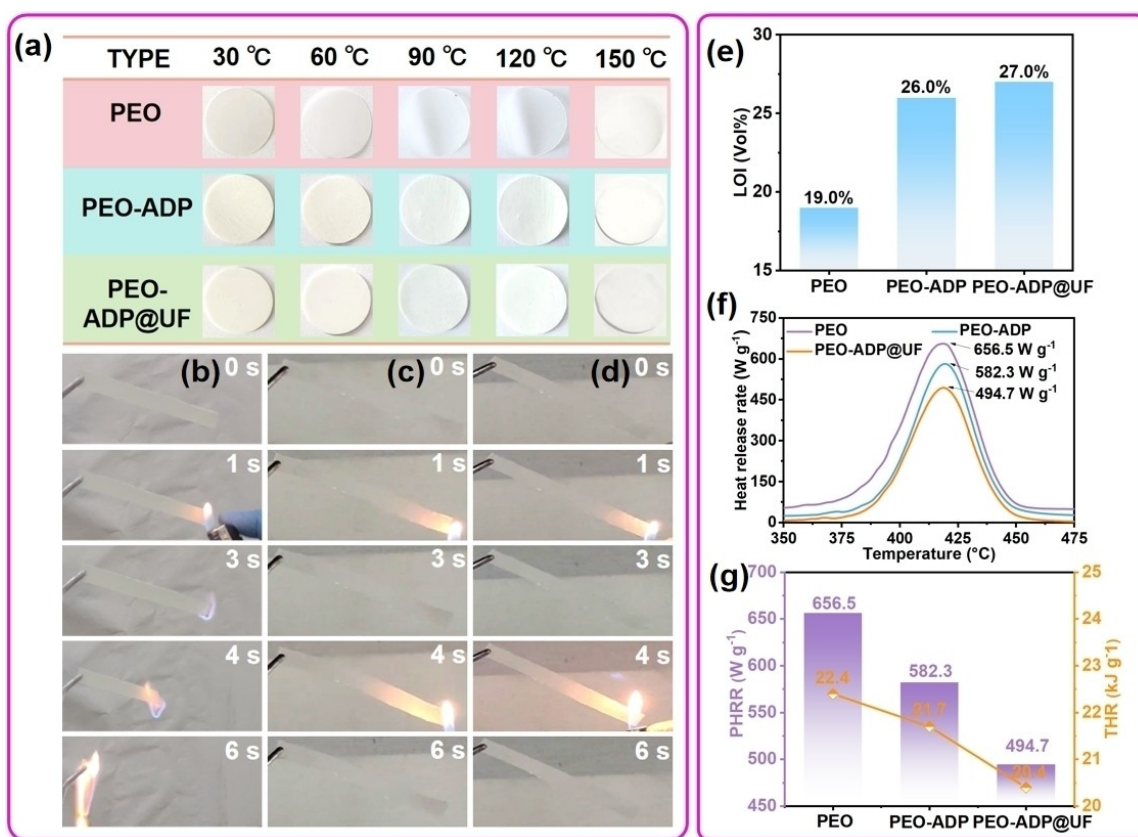 (a)
TYPE 30 ℃ 60 ℃ 90 ℃ 120 ℃ 150 ℃
PEO
PEO-ADP
PEO-
ADP@UF
(b) 0 s (c) 0 s (d) 0 s
1 s 1 s 1 s
3 s 3 s 3 s
4 s 4 s 4 s
6 s 6 s 6 s
(e)
LOI (Vol%)
30
25
20
15
19.0% 26.0% 27.0%
PEO PEO-ADP PEO-ADP@UF
(f)
Heat release rate (W g⁻¹)
750
600
450
300
150
0
PEO PEO-ADP
PEO-ADP@UF
656.5 W g⁻¹
582.3 W g⁻¹
494.7 W g⁻¹
350 375 400 425 450 475
Temperature (°C)
(g)
PHRR (W g⁻¹)
700
650
600
550
500
450
656.5
582.3
494.7
22.4
21.7
20.4
25
24
23
22
21
20
THR (kJ g⁻¹)
PEO PEO-ADP PEO-ADP@UF